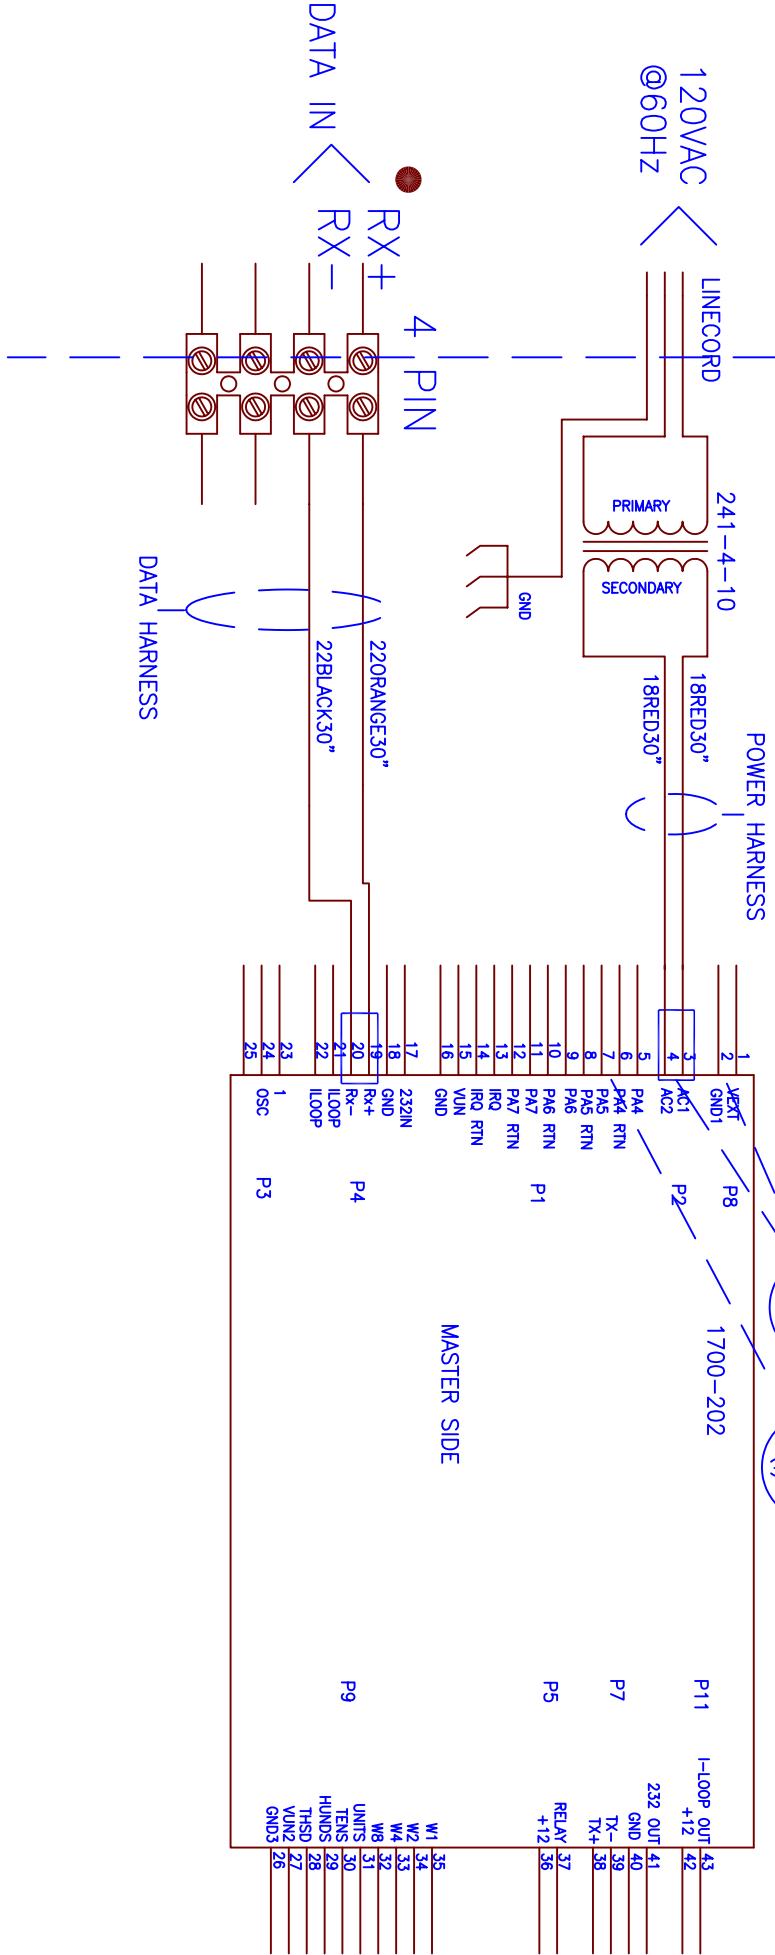 120VAC
@60Hz
LINECORD
241-4-10
PRIMARY
SECONDARY
GND
18RED30"
18RED30"
POWER HARNESS
DATA IN
RX+
RX-
4 PIN
22ORANGE30"
22BLACK30"
DATA HARNESS
1 VEXT
2 GND1
3 AC1
4 AC2
5 PA4
6 PA4 RTN
7 PA5
8 PA5 RTN
9 PA6
10 PA6 RTN
11 PA7
12 PA7 RTN
13 IRQ
14 IRQ RTN
15 VUN
16 GND
17 232IN
18 GND
19 Rx+
20 Rx-
21 ILOOP
22 ILOOP
23 1
24 OSC
25
P8
P2
P1
P4
P3
1700-202
MASTER SIDE
P11
P7
P5
P9
I-LOOP OUT 43
+12 42
232 OUT 41
GND 40
TX- 39
TX+ 38
RELAY 37
+12 36
W1 35
W2 34
W4 33
W8 32
UNITS 31
TENS 30
HUNDS 29
THSD 28
VUN2 27
GND3 26